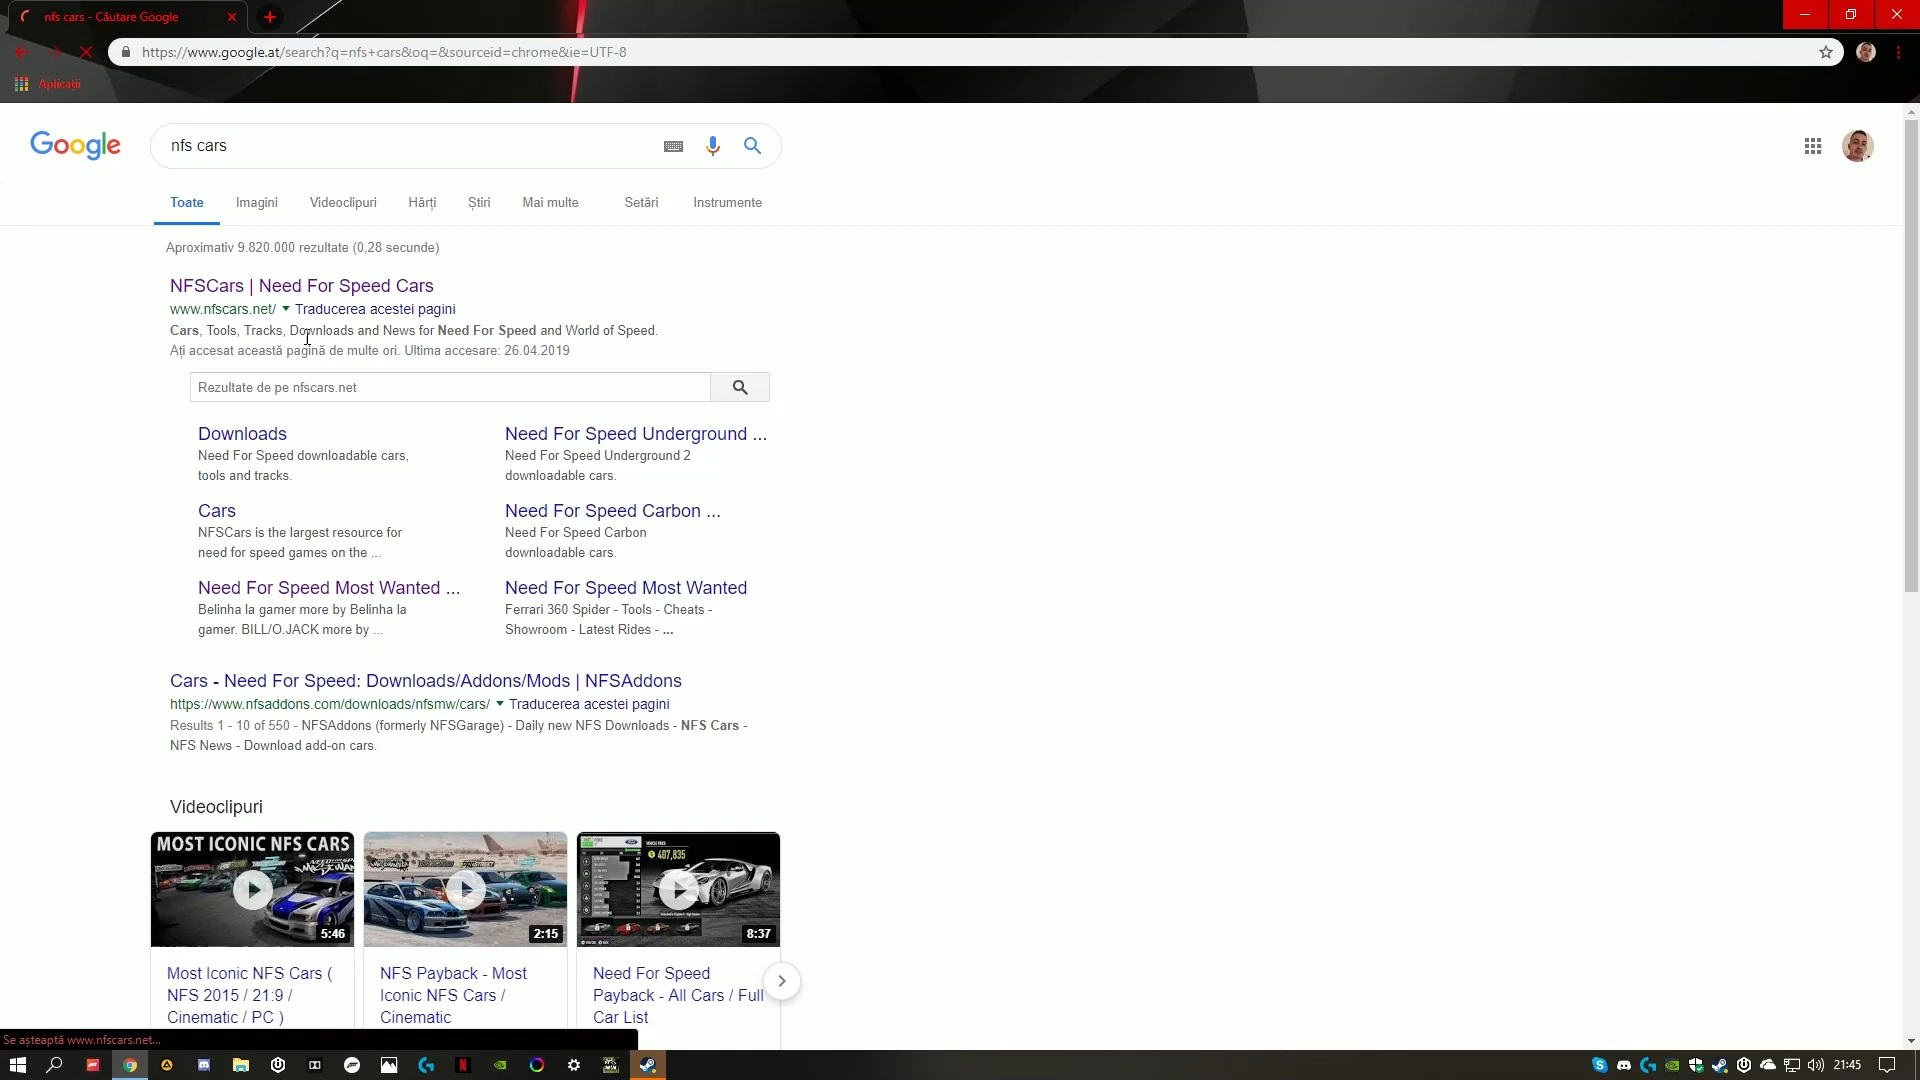 nfs cars - Căutare Google
https://www.google.at/search?q=nfs+cars&oq=&sourceid=chrome&ie=UTF-8
Aplicații
Google
nfs cars
Toate Imagini Videoclipuri Hărți Știri Mai multe Setări Instrumente
Aproximativ 9.820.000 rezultate (0,28 secunde)
NFSCars | Need For Speed Cars
www.nfscars.net/ Traducerea acestei pagini
Cars, Tools, Tracks, Downloads and News for Need For Speed and World of Speed.
Ați accesat această pagină de multe ori. Ultima accesare: 26.04.2019
Rezultate de pe nfscars.net
Downloads
Need For Speed downloadable cars,
tools and tracks.
Need For Speed Underground ...
Need For Speed Underground 2
downloadable cars.
Cars
NFSCars is the largest resource for
need for speed games on the ...
Need For Speed Carbon ...
Need For Speed Carbon
downloadable cars.
Need For Speed Most Wanted ...
Belinha la gamer more by Belinha la
gamer. BILL/O.JACK more by ...
Need For Speed Most Wanted
Ferrari 360 Spider - Tools - Cheats -
Showroom - Latest Rides - ...
Cars - Need For Speed: Downloads/Addons/Mods | NFSAddons
https://www.nfsaddons.com/downloads/nfsmw/cars/ Traducerea acestei pagini
Results 1 - 10 of 550 - NFSAddons (formerly NFSGarage) - Daily new NFS Downloads - NFS Cars -
NFS News - Download add-on cars.
Videoclipuri
MOST ICONIC NFS CARS
5:46
2:15
407,835
8:37
Most Iconic NFS Cars (
NFS 2015 / 21:9 /
Cinematic / PC )
NFS Payback - Most
Iconic NFS Cars /
Cinematic
Need For Speed
Payback - All Cars / Full
Car List
Se așteaptă www.nfscars.net...
21:45